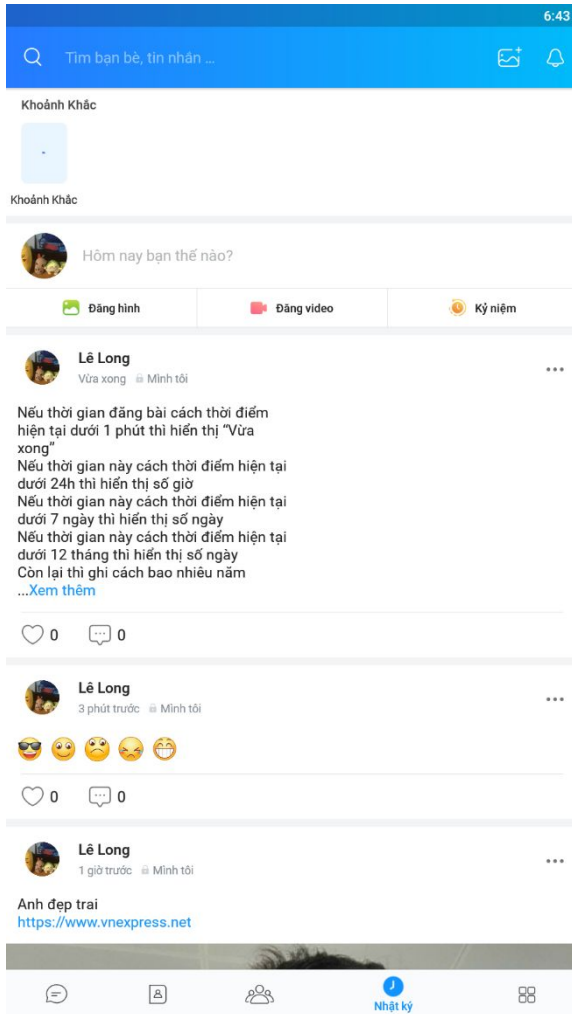 6:43
Tìm bạn bè, tin nhắn ...
Khoảnh Khắc
Khoảnh Khắc
Hôm nay bạn thế nào?
Đăng hình
Đăng video
Kỷ niệm
Lê Long
Vừa xong Mình tôi
Nếu thời gian đăng bài cách thời điểm
hiện tại dưới 1 phút thì hiển thị “Vừa
xong”
Nếu thời gian này cách thời điểm hiện tại
dưới 24h thì hiển thị số giờ
Nếu thời gian này cách thời điểm hiện tại
dưới 7 ngày thì hiển thị số ngày
Nếu thời gian này cách thời điểm hiện tại
dưới 12 tháng thì hiển thị số ngày
Còn lại thì ghi cách bao nhiêu năm
...Xem thêm
0 0
Lê Long
3 phút trước Mình tôi
0 0
Lê Long
1 giờ trước Mình tôi
Anh đẹp trai
https://www.vnexpress.net
Nhật ký